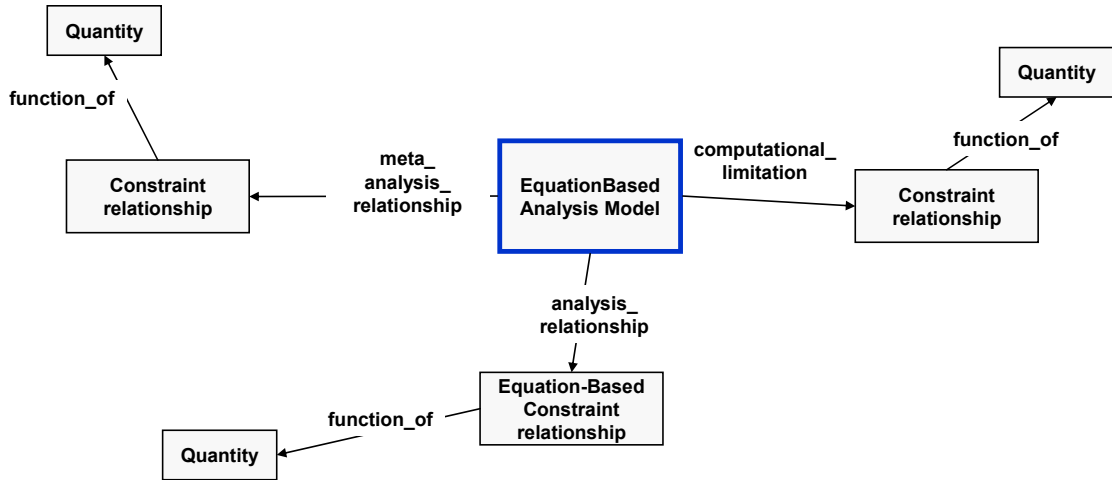 Quantity
function_of
Constraint
relationship
meta_
analysis_
relationship
EquationBased
Analysis Model
computational_
limitation
Quantity
function_of
Constraint
relationship
analysis_
relationship
Equation-Based
Constraint
relationship
function_of
Quantity